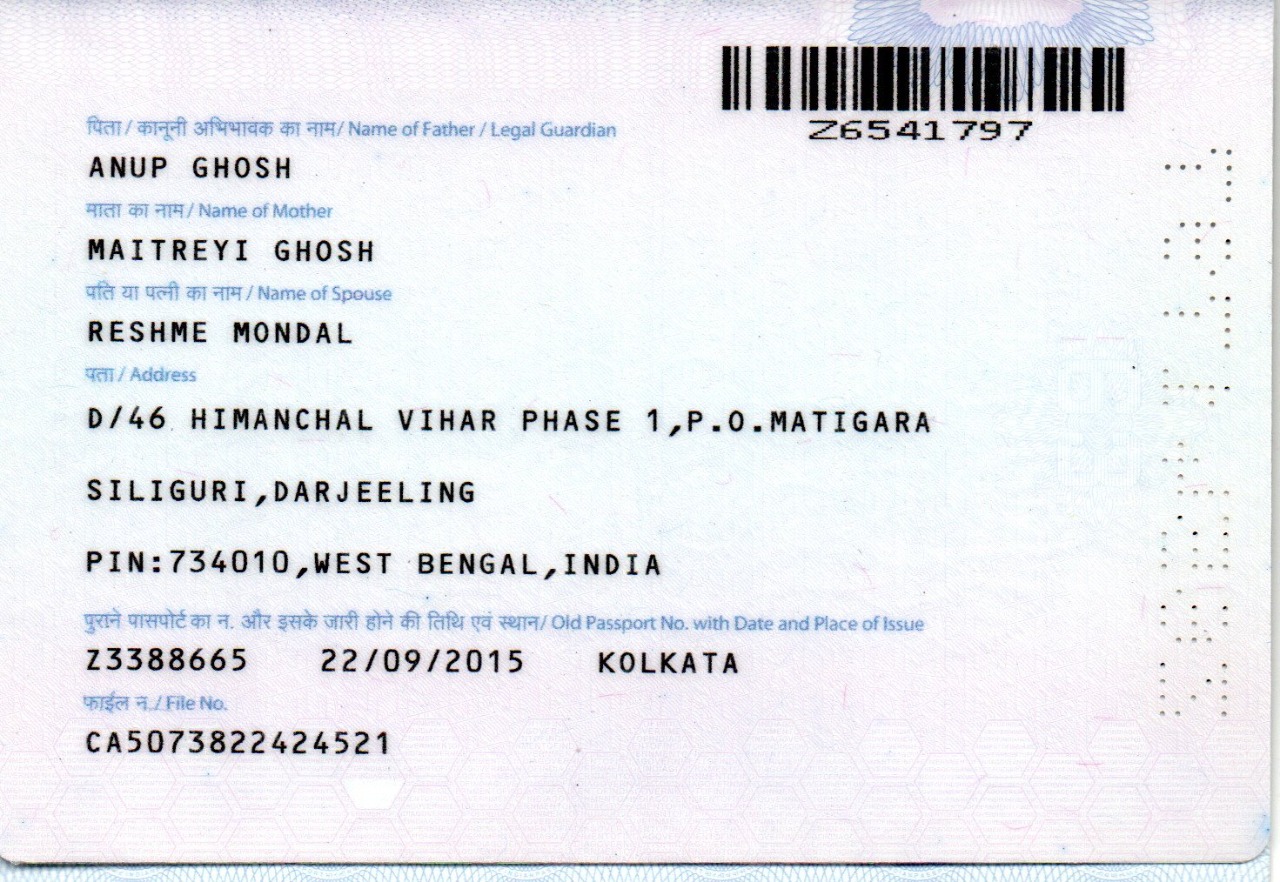 Z6541797
पिता / कानूनी अभिभावक का नाम/ Name of Father / Legal Guardian
ANUP GHOSH
माता का नाम/ Name of Mother
MAITREYI GHOSH
पति या पत्नी का नाम / Name of Spouse
RESHME MONDAL
पता / Address
D/46 HIMANCHAL VIHAR PHASE 1,P.O.MATIGARA
SILIGURI,DARJEELING
PIN:734010,WEST BENGAL,INDIA
पुराने पासपोर्ट का न. और इसके जारी होने की तिथि एवं स्थान/ Old Passport No. with Date and Place of Issue
Z3388665 22/09/2015 KOLKATA
फाईल न./ File No.
CA5073822424521